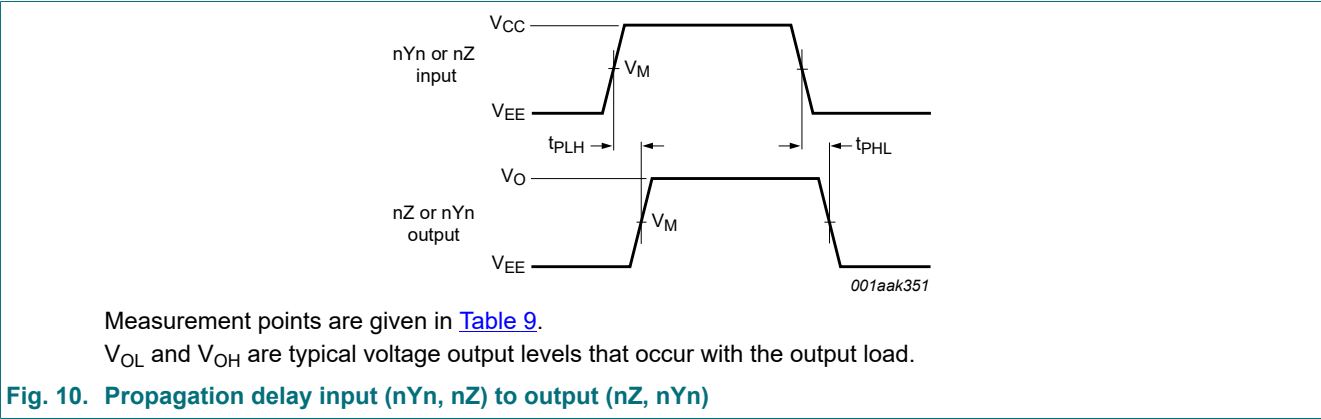 VCC
nYn or nZ
input
VM
VEE
tPLH
tPHL
VO
nZ or nYn
output
VM
VEE
001aak351
Measurement points are given in Table 9.
VOL and VOH are typical voltage output levels that occur with the output load.
Fig. 10. Propagation delay input (nYn, nZ) to output (nZ, nYn)